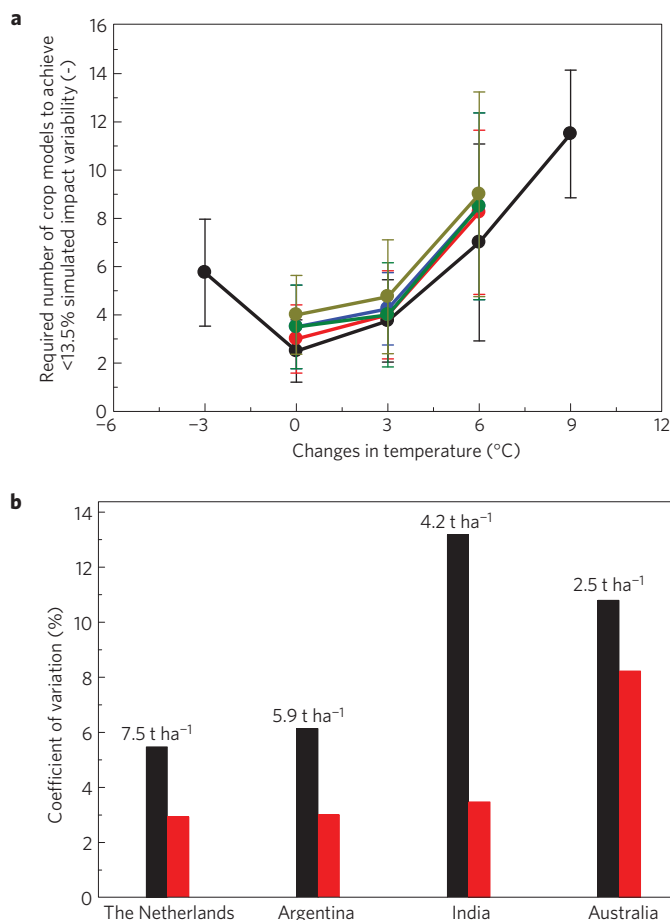 a
Required number of crop models to achieve
<13.5% simulated impact variability (-)
16
14
12
10
8
6
4
2
0
−6
−3
0
3
6
9
12
Changes in temperature (°C)
b
Coefficient of variation (%)
14
12
10
8
6
4
2
0
7.5 t ha⁻¹
5.9 t ha⁻¹
4.2 t ha⁻¹
2.5 t ha⁻¹
The Netherlands
Argentina
India
Australia